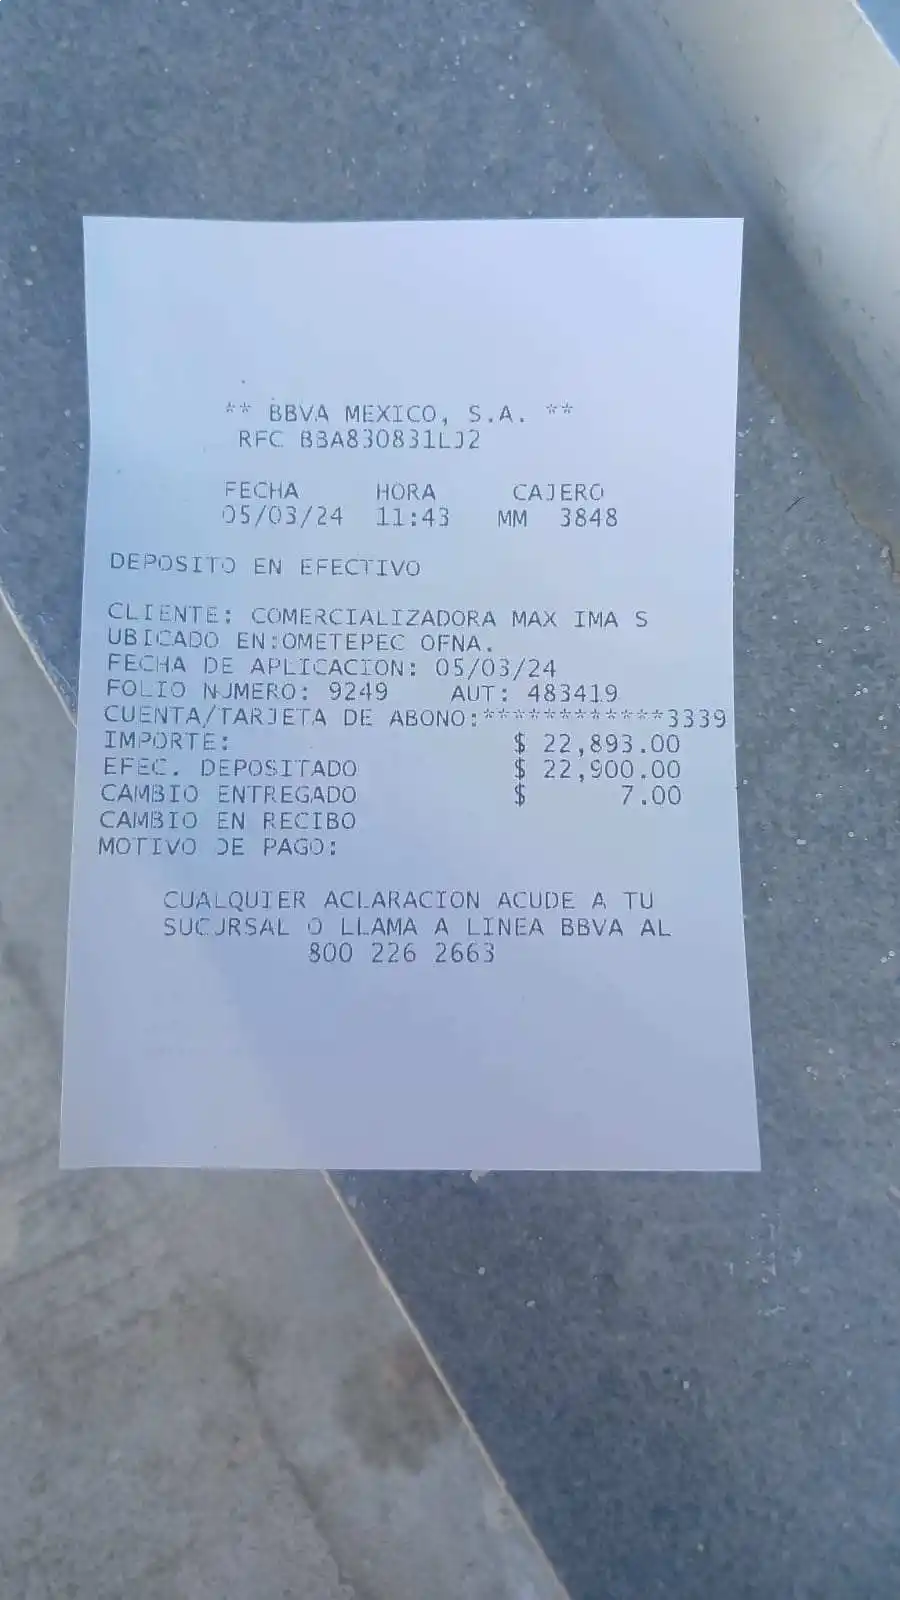 ** BBVA MEXICO, S.A. **
RFC BBA830831LJ2
FECHA HORA CAJERO
05/03/24 11:43 MM 3848
DEPOSITO EN EFECTIVO
CLIENTE: COMERCIALIZADORA MAX IMA S
UBICADO EN:OMETEPEC OFNA.
FECHA DE APLICACION: 05/03/24
FOLIO NUMERO: 9249 AUT: 483419
CUENTA/TARJETA DE ABONO:************3339
IMPORTE: $ 22,893.00
EFEC. DEPOSITADO $ 22,900.00
CAMBIO ENTREGADO $ 7.00
CAMBIO EN RECIBO
MOTIVO DE PAGO:
CUALQUIER ACLARACION ACUDE A TU
SUCURSAL O LLAMA A LINEA BBVA AL
800 226 2663